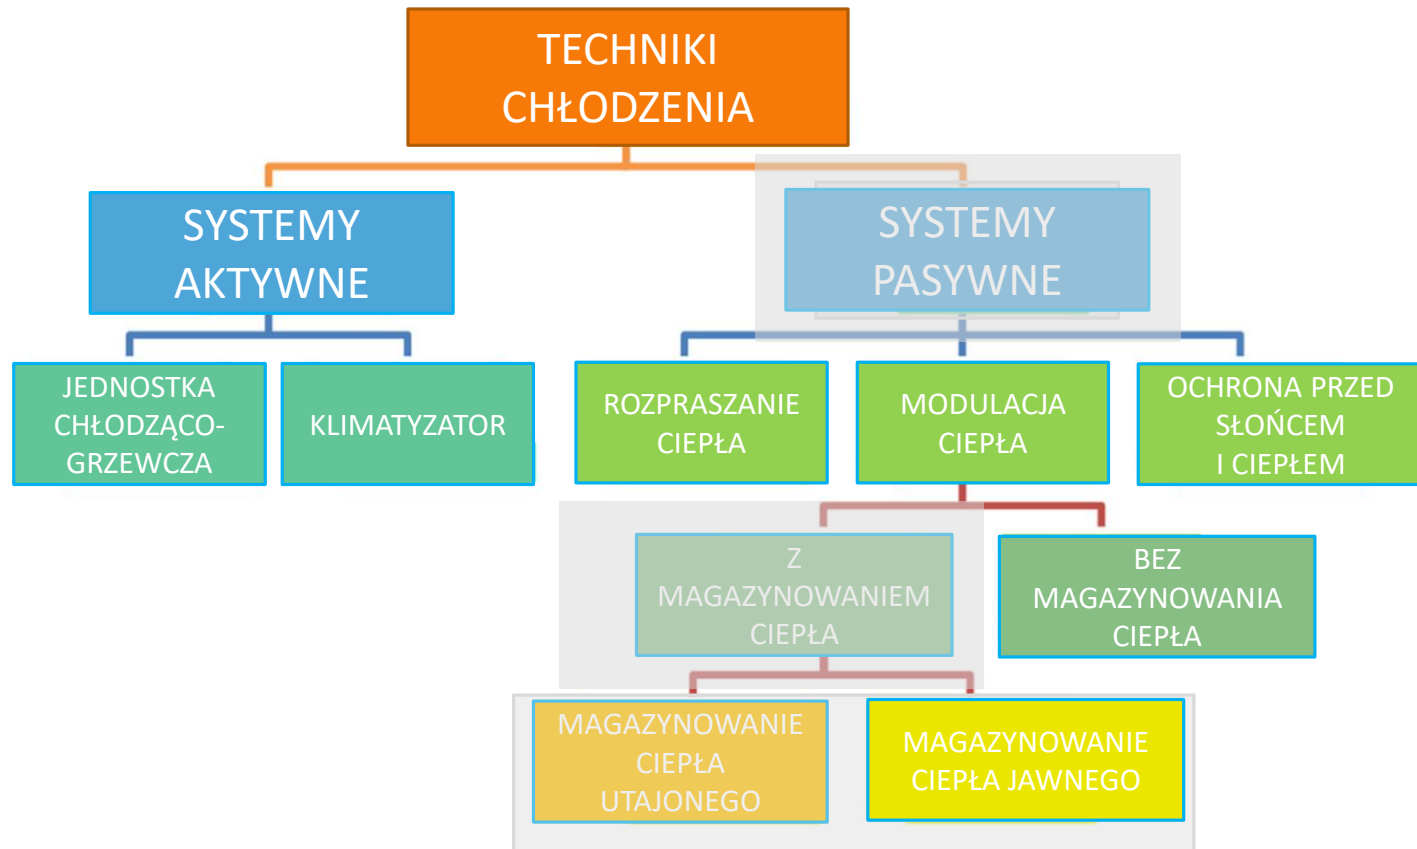 TECHNIKI
CHŁODZENIA
SYSTEMY
AKTYWNE
SYSTEMY
PASYWNE
JEDNOSTKA
CHŁODZĄCO-
GRZEWCZA
KLIMATYZATOR
ROZPRASZANIE
CIEPŁA
MODULACJA
CIEPŁA
OCHRONA PRZED
SŁOŃCEM
I CIEPŁEM
Z
MAGAZYNOWANIEM
CIEPŁA
BEZ
MAGAZYNOWANIA
CIEPŁA
MAGAZYNOWANIE
CIEPŁA
UTAJONEGO
MAGAZYNOWANIE
CIEPŁA JAWNEGO